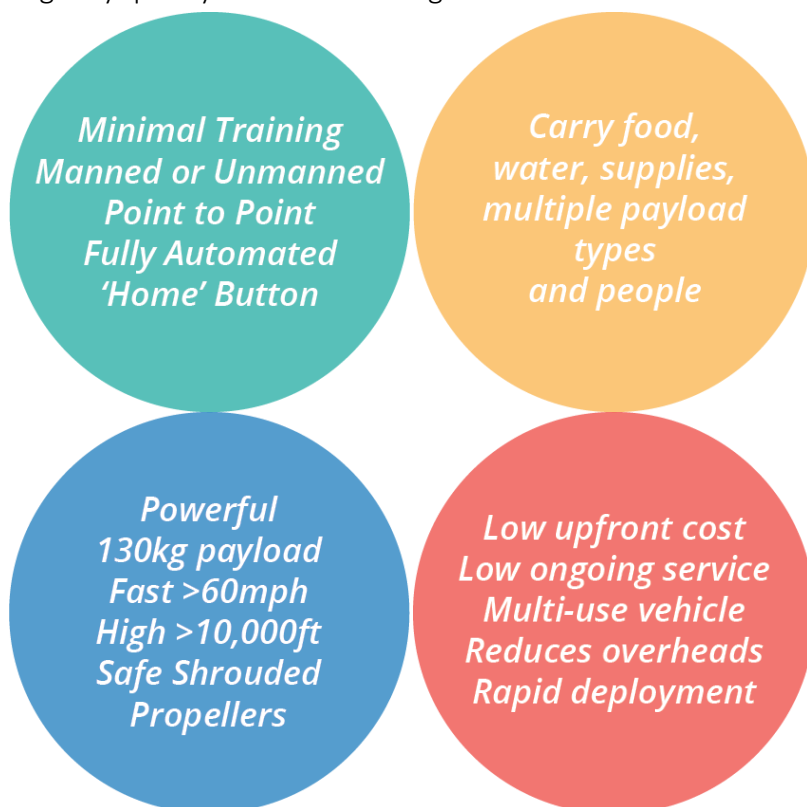 Minimal Training
Manned or Unmanned
Point to Point
Fully Automated
‘Home’ Button
Carry food,
water, supplies,
multiple payload
types
and people
Powerful
130kg payload
Fast >60mph
High >10,000ft
Safe Shrouded
Propellers
Low upfront cost
Low ongoing service
Multi-use vehicle
Reduces overheads
Rapid deployment